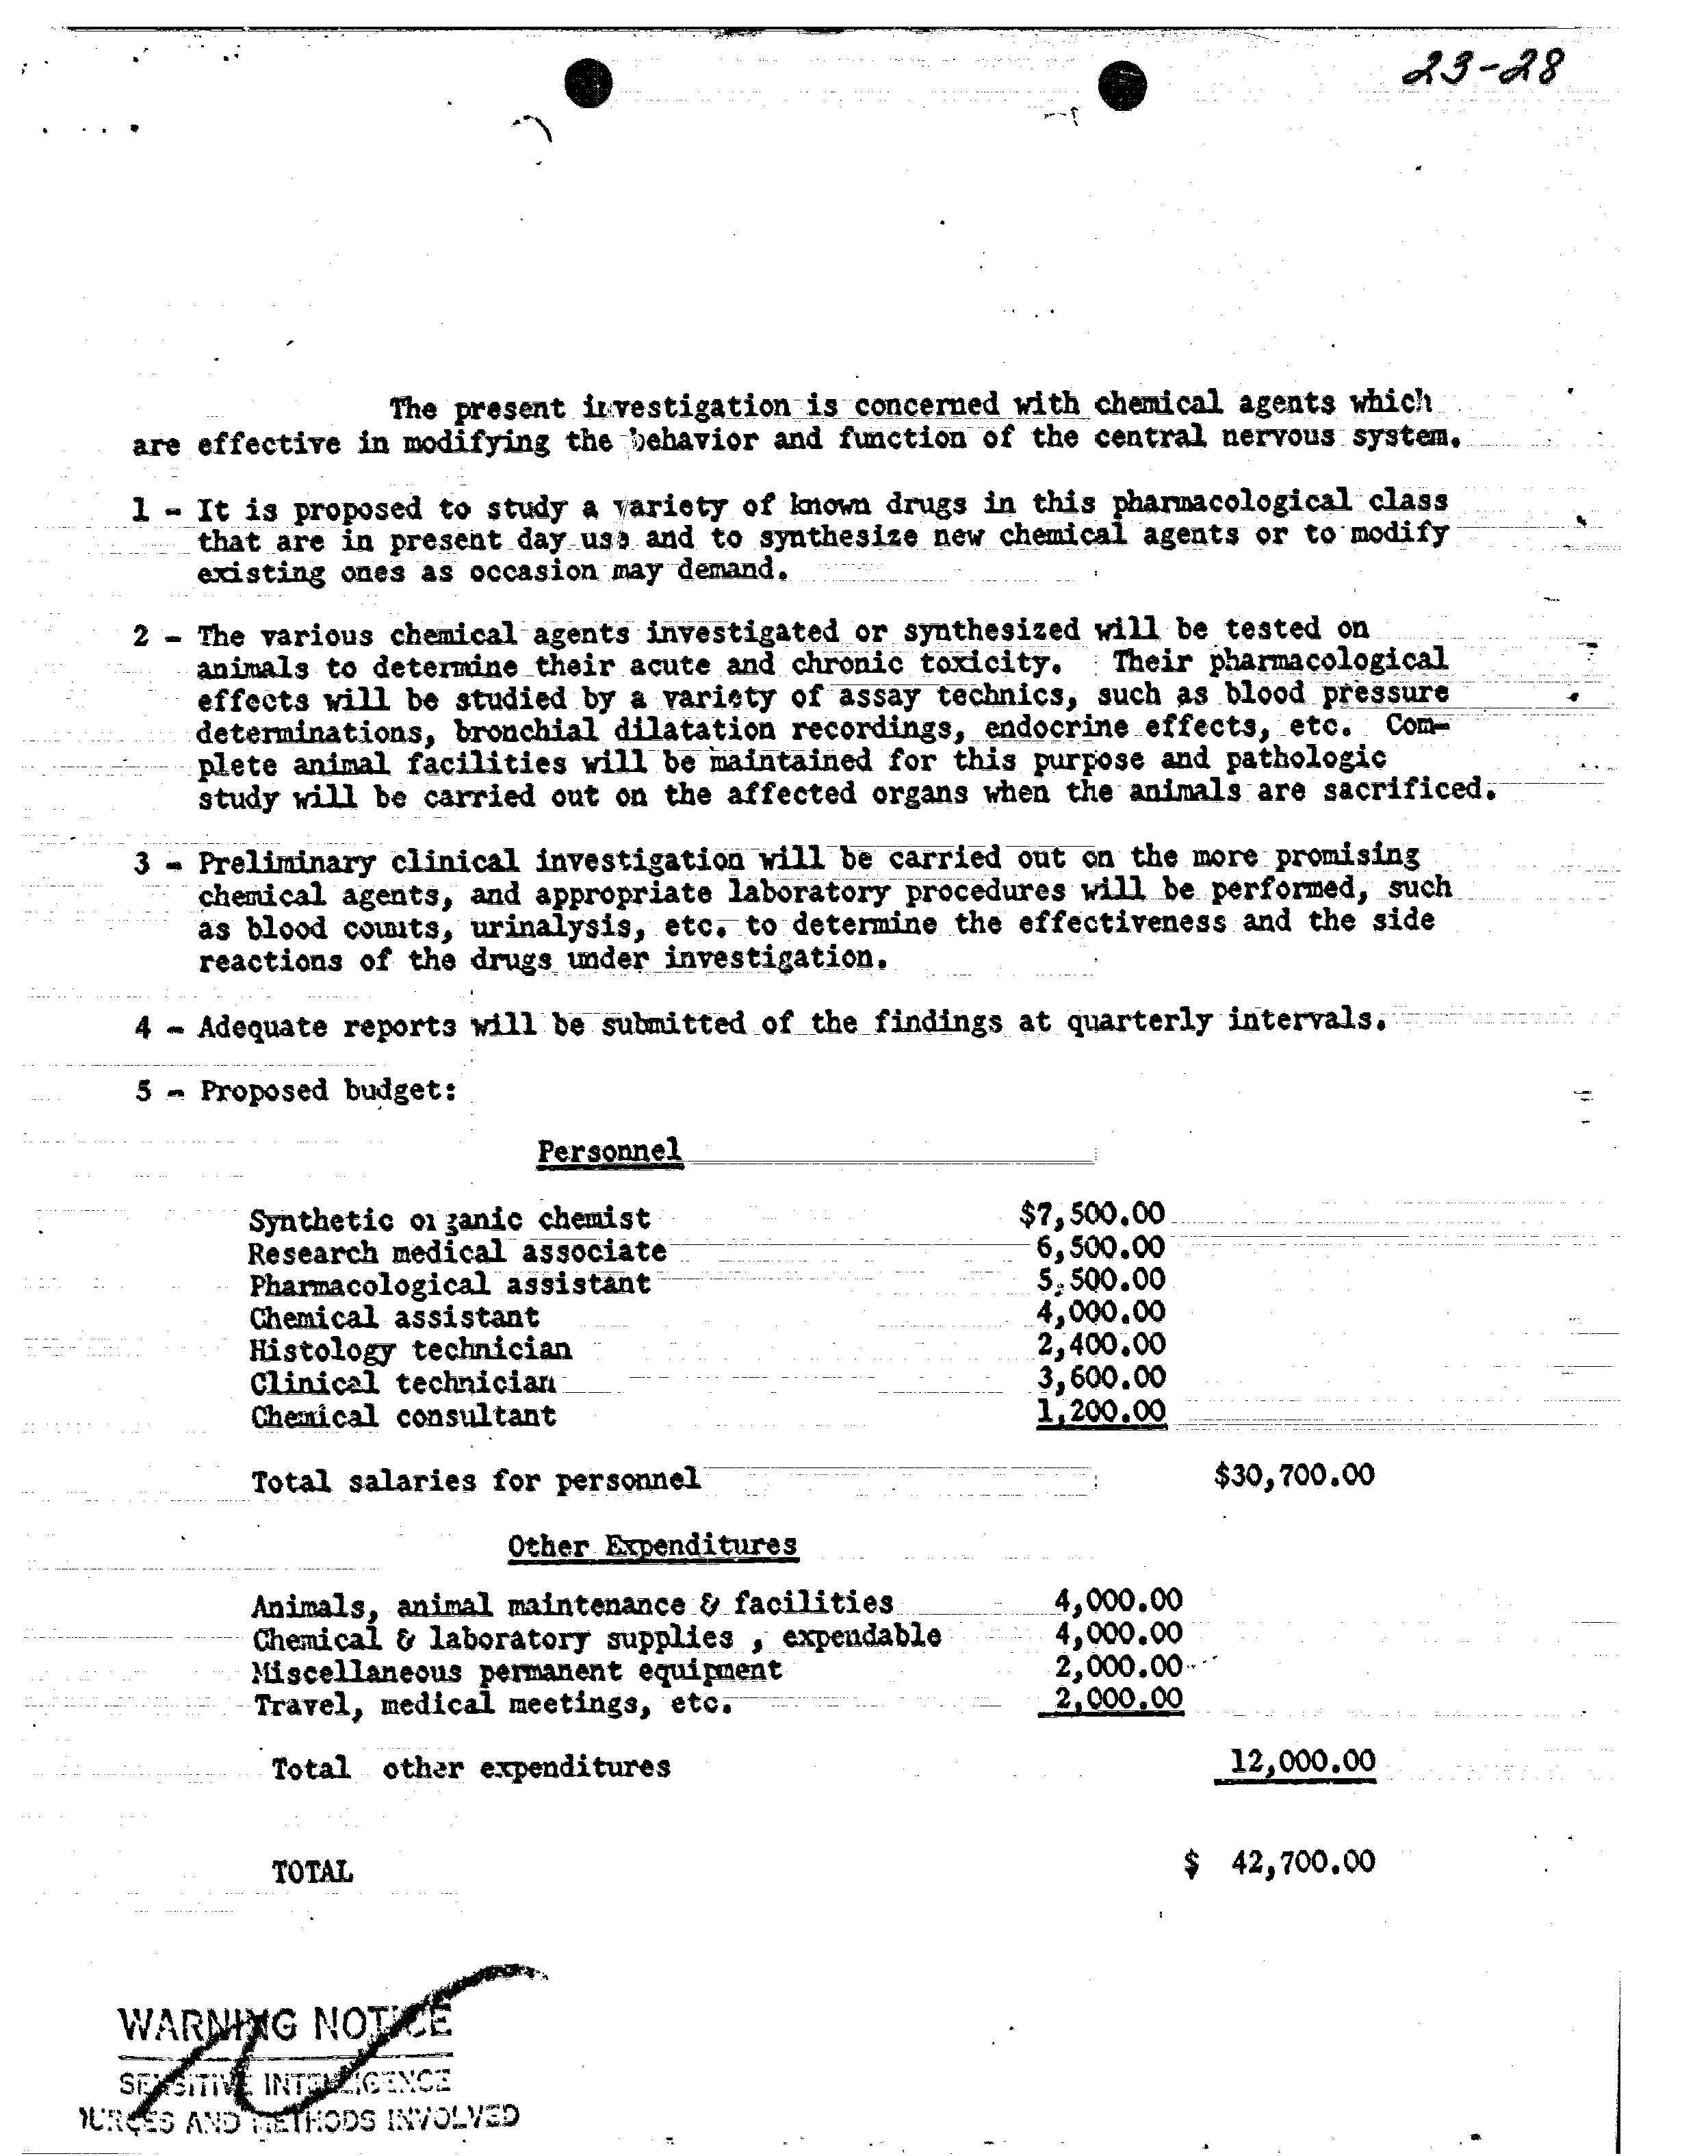 23-28
The present investigation is concerned with chemical agents which
are effective in modifying the behavior and function of the central nervous system.
1 - It is proposed to study a variety of known drugs in this pharmacological class
that are in present day use and to synthesize new chemical agents or to modify
existing ones as occasion may demand.
2 - The various chemical agents investigated or synthesized will be tested on
animals to determine their acute and chronic toxicity. Their pharmacological
effects will be studied by a variety of assay technics, such as blood pressure
determinations, bronchial dilatation recordings, endocrine effects, etc. Com-
plete animal facilities will be maintained for this purpose and pathologic
study will be carried out on the affected organs when the animals are sacrificed.
3 - Preliminary clinical investigation will be carried out on the more promising
chemical agents, and appropriate laboratory procedures will be performed, such
as blood counts, urinalysis, etc. to determine the effectiveness and the side
reactions of the drugs under investigation.
4 - Adequate reports will be submitted of the findings at quarterly intervals.
5 - Proposed budget:
Personnel
Synthetic organic chemist $7,500.00
Research medical associate 6,500.00
Pharmacological assistant 5,500.00
Chemical assistant 4,000.00
Histology technician 2,400.00
Clinical technician 3,600.00
Chemical consultant 1,200.00
Total salaries for personnel $30,700.00
Other Expenditures
Animals, animal maintenance & facilities 4,000.00
Chemical & laboratory supplies , expendable 4,000.00
Miscellaneous permanent equipment 2,000.00
Travel, medical meetings, etc. 2,000.00
Total other expenditures 12,000.00
TOTAL $ 42,700.00
WARNING NOTICE
SENSITIVE INTELLIGENCE
URCES AND METHODS INVOLVED